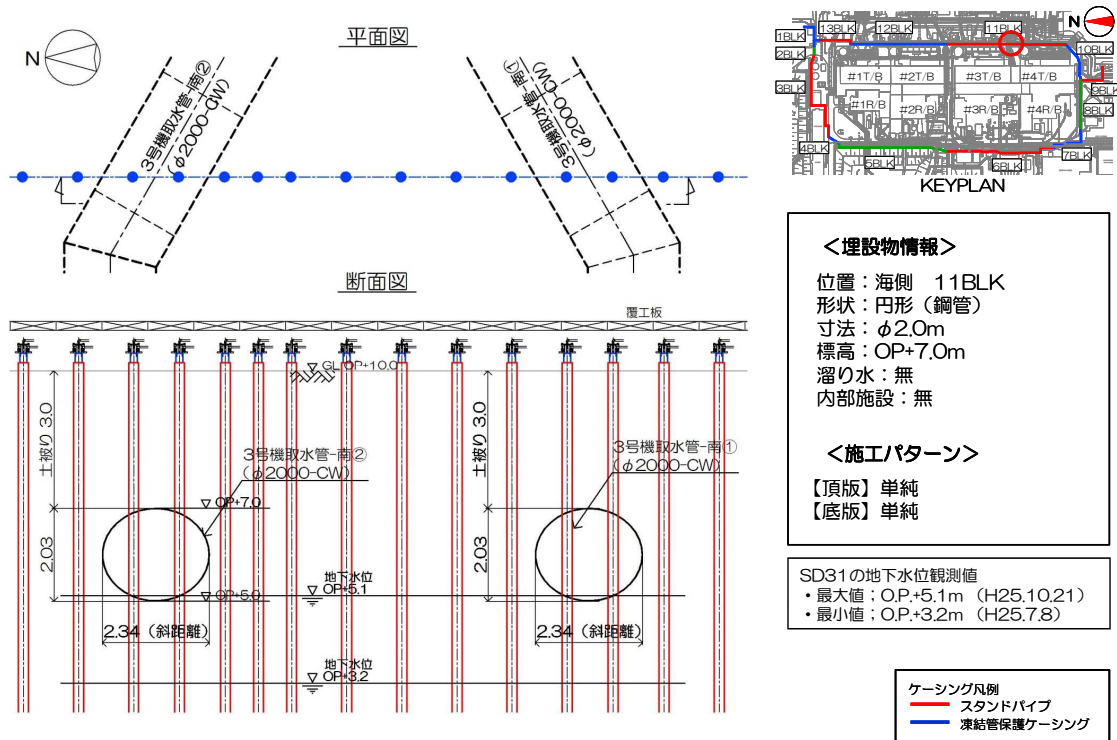 平面図
N
3号機取水管-南②
(φ2000-CW)
3号機取水管-南①
(φ2000-CW)
断面図
覆工板
GL OP+10.0
土被り 3.0
3.0
3号機取水管-南②
(φ2000-CW)
3号機取水管-南①
(φ2000-CW)
OP+7.0
2.03
2.03
地下水位
OP+5.1
OP+5.0
2.34(斜距離)
2.34(斜距離)
地下水位
OP+3.2
N
1BLK
13BLK
12BLK
11BLK
10BLK
2BLK
3BLK
#1T/B
#2T/B
#3T/B
#4T/B
9BLK
8BLK
#1R/B
#2R/B
#3R/B
#4R/B
4BLK
5BLK
6BLK
7BLK
KEYPLAN
<埋設物情報>
位置:海側 11BLK
形状:円形(鋼管)
寸法:φ2.0m
標高:OP+7.0m
溜り水:無
内部施設:無
<施工パターン>
【頂版】単純
【底版】単純
SD31の地下水位観測値
・最大値;O.P.+5.1m (H25.10.21)
・最小値;O.P.+3.2m (H25.7.8)
ケーシング凡例
スタンドパイプ
凍結管保護ケーシング